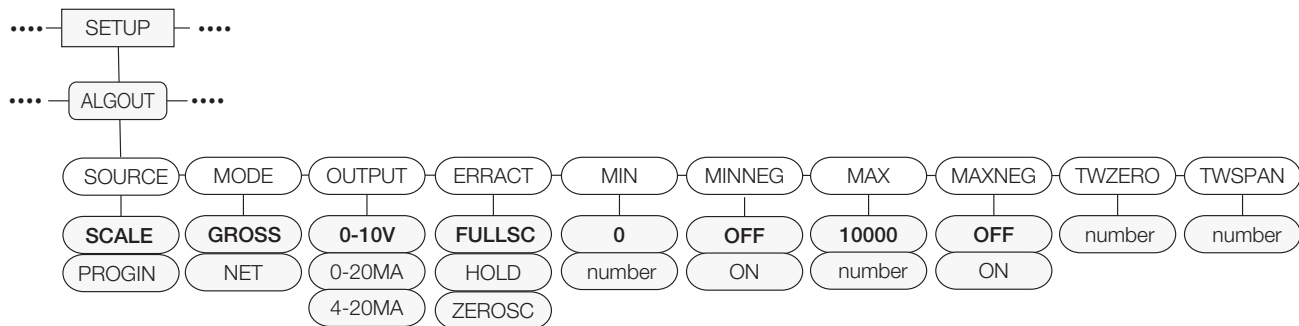 •••• SETUP ••••
•••• ALGOUT ••••
SOURCE MODE OUTPUT ERRACT MIN MINNEG MAX MAXNEG TWZERO TWSPAN
SCALE GROSS 0-10V FULLSC 0 OFF 10000 OFF number number
PROGIN NET 0-20MA HOLD number ON number ON
4-20MA ZEROSC